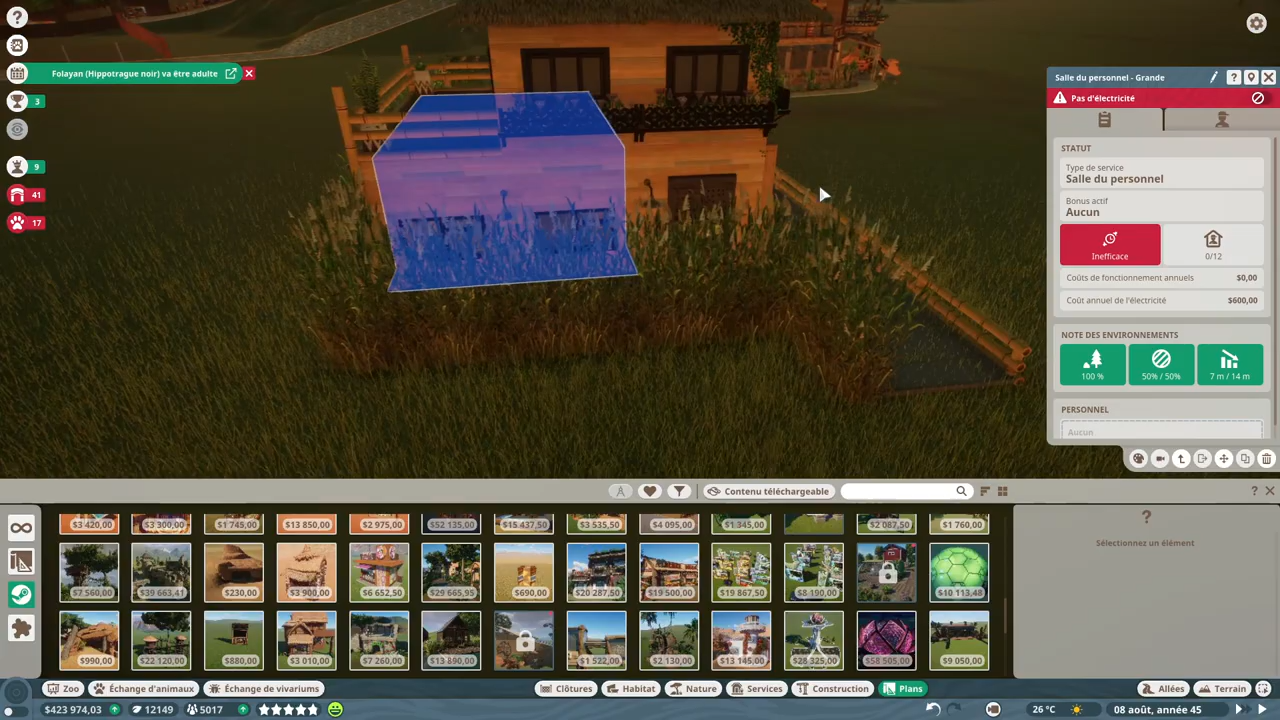 Folayan (Hippotrague noir) va être adulte
3
9
41
17
Salle du personnel - Grande
Pas d'électricité
STATUT
Type de service
Salle du personnel
Bonus actif
Aucun
Inefficace
0/12
Coûts de fonctionnement annuels $0,00
Coût annuel de l'électricité $600,00
NOTE DES ENVIRONNEMENTS
100 %
50% / 50%
7 m / 14 m
PERSONNEL
Aucun
Contenu téléchargeable
$3 420,00 $3 300,00 $1 745,00 $13 850,00 $2 975,00 $52 135,00 $15 437,50 $3 535,50 $4 095,00 $1 345,00 $2 087,50 $1 760,00
$7 560,00 $39 663,41 $230,00 $3 900,00 $6 652,50 $29 665,95 $690,00 $20 287,50 $19 500,00 $19 867,50 $8 190,00 $10 113,48
$990,00 $22 120,00 $880,00 $3 010,00 $7 260,00 $13 890,00 $1 522,00 $2 130,00 $13 145,00 $28 325,00 $58 505,00 $9 050,00
?
Sélectionnez un élément
Zoo Échange d'animaux Échange de vivariums Clôtures Habitat Nature Services Construction Plans Allées Terrain
$423 974,03 12149 5017 26 °C 08 août, année 45